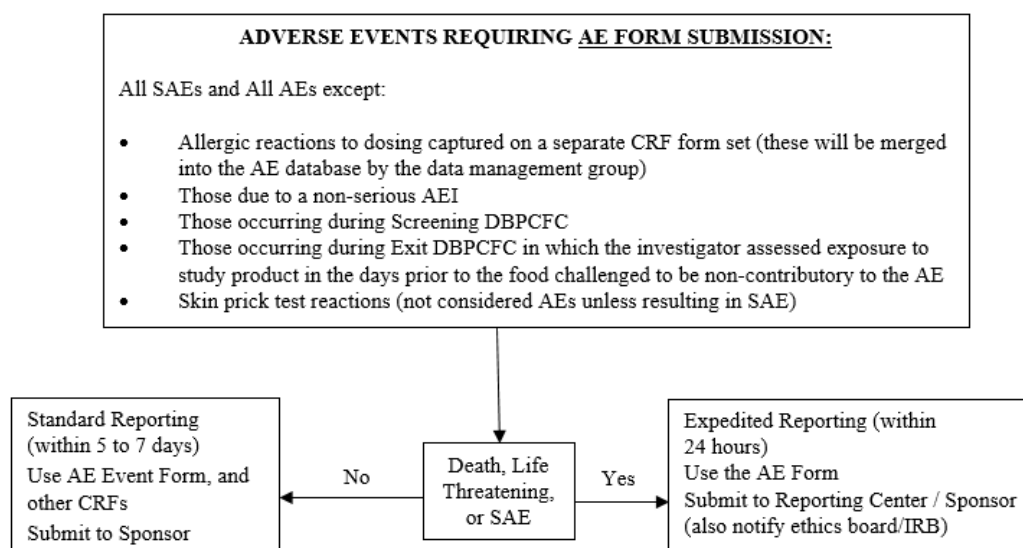 ADVERSE EVENTS REQUIRING AE FORM SUBMISSION:
All SAEs and All AEs except:
• Allergic reactions to dosing captured on a separate CRF form set (these will be merged
into the AE database by the data management group)
• Those due to a non-serious AEI
• Those occurring during Screening DBPCFC
• Those occurring during Exit DBPCFC in which the investigator assessed exposure to
study product in the days prior to the food challenged to be non-contributory to the AE
• Skin prick test reactions (not considered AEs unless resulting in SAE)
Standard Reporting
(within 5 to 7 days)
Use AE Event Form, and
other CRFs
Submit to Sponsor
No
Death, Life
Threatening,
or SAE
Yes
Expedited Reporting (within
24 hours)
Use the AE Form
Submit to Reporting Center / Sponsor
(also notify ethics board/IRB)